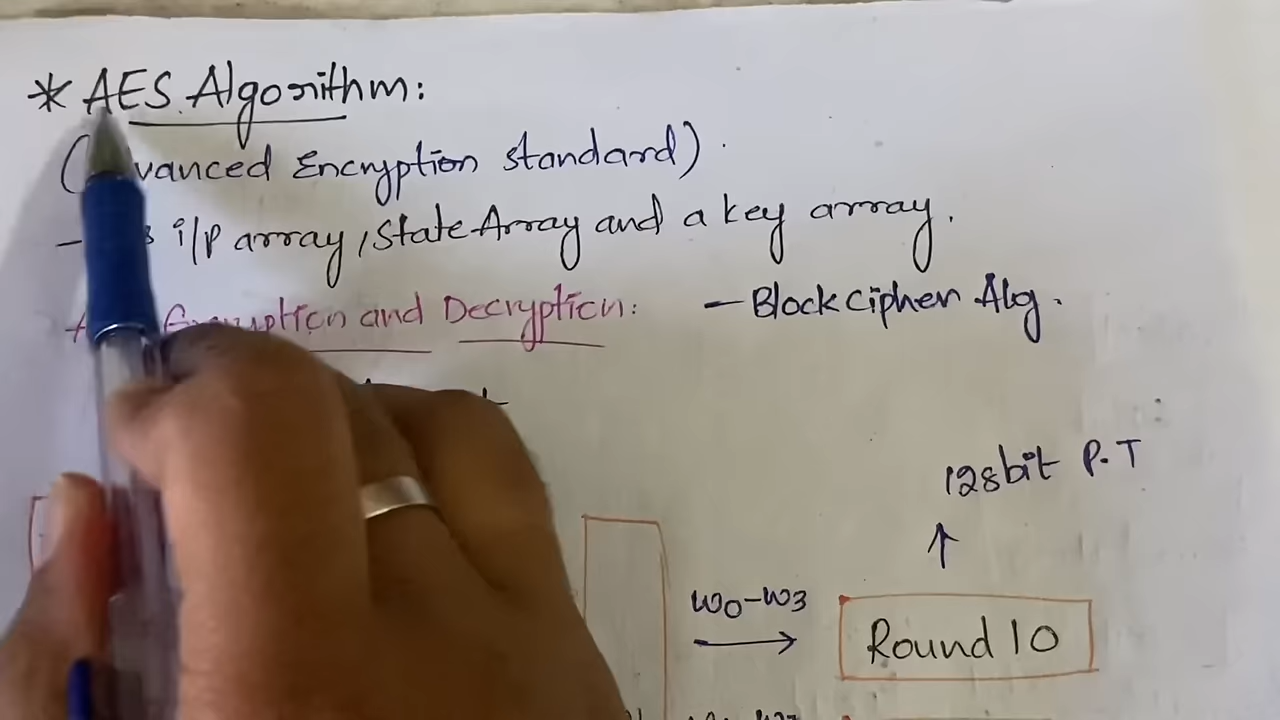 * AES Algorithm:
vanced Encryption standard)
- i/p array, State Array and a key array.
Encryption and Decryption: - Block Cipher Alg.
128bit P.T
w0-w3
Round 10